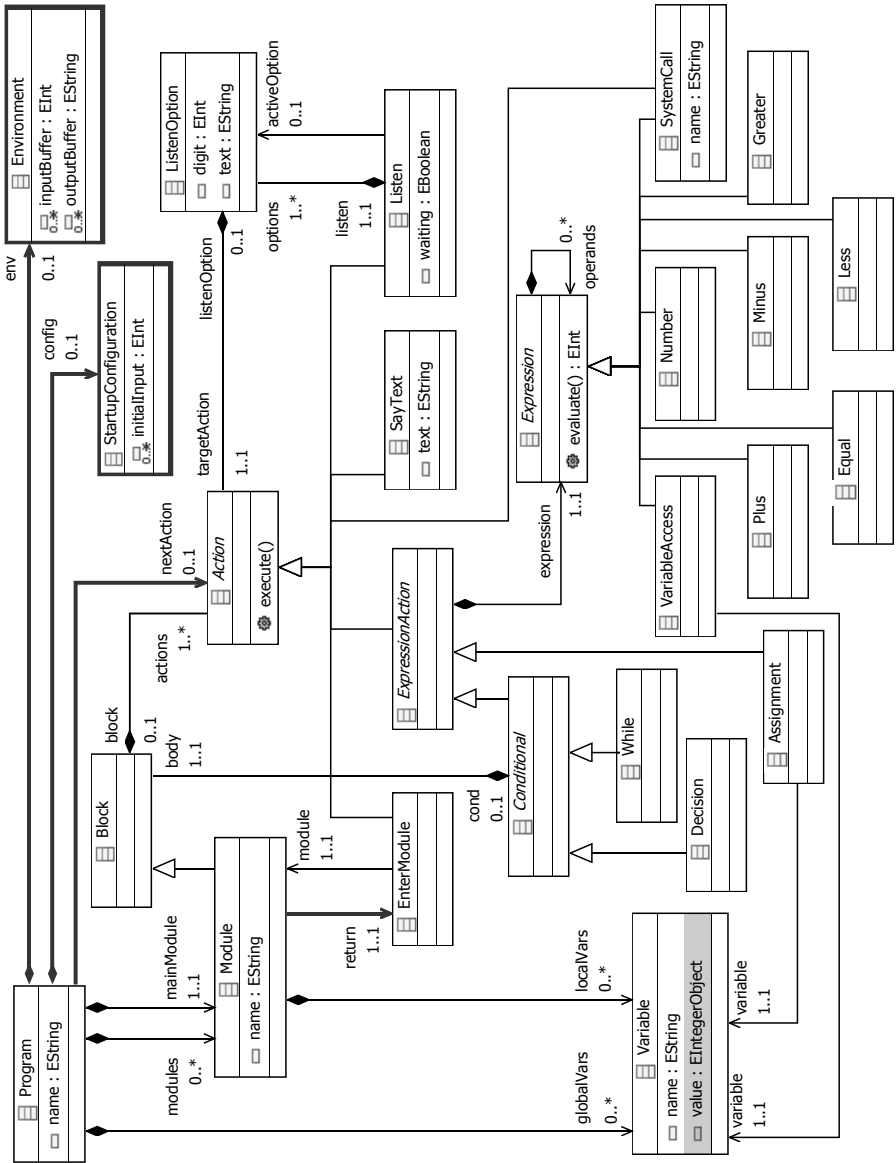 Program
name : EString
env
0..1
Environment
inputBuffer : EInt
0..*
outputBuffer : EString
0..*
config
0..1
StartupConfiguration
initialInput : EInt
0..*
nextAction
0..1
mainModule
1..1
modules
0..*
globalVars
0..*
Block
block
0..1
actions
1..*
body
1..1
Action
execute()
targetAction
1..1
listenOption
0..1
ListenOption
digit : EInt
text : EString
activeOption
0..1
options
1..*
listen
1..1
Module
name : EString
module
1..1
return
1..1
localVars
0..*
EnterModule
ExpressionAction
SayText
text : EString
Listen
waiting : EBoolean
cond
0..1
Conditional
expression
1..1
Expression
evaluate() : EInt
0..*
operands
While
Decision
Assignment
Variable
name : EString
value : EIntegerObject
variable
1..1
variable
1..1
VariableAccess
Number
SystemCall
name : EString
Plus
Minus
Greater
Equal
Less